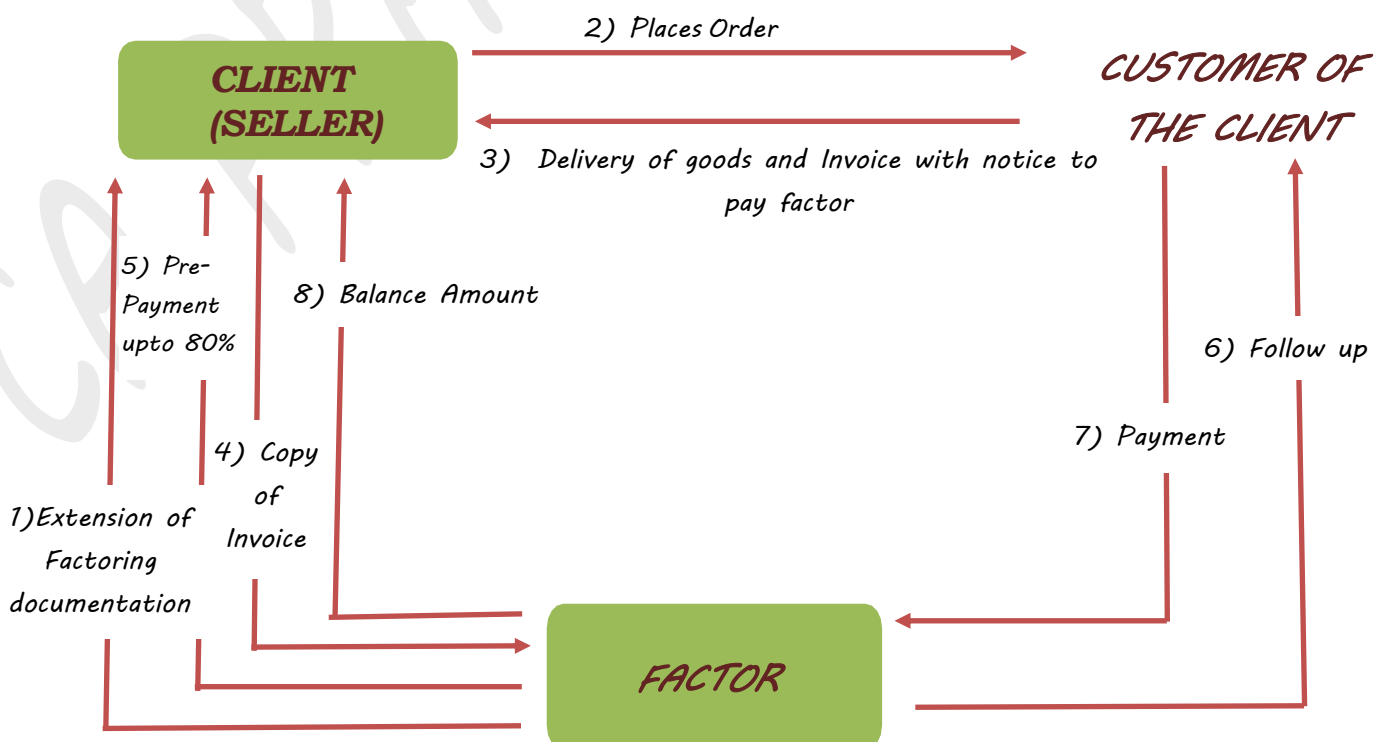 2) Places Order
CLIENT
(SELLER)
CUSTOMER OF
THE CLIENT
3) Delivery of goods and Invoice with notice to
pay factor
5) Pre-
Payment
upto 80%
8) Balance Amount
6) Follow up
7) Payment
4) Copy
of
Invoice
1)Extension of
Factoring
documentation
FACTOR